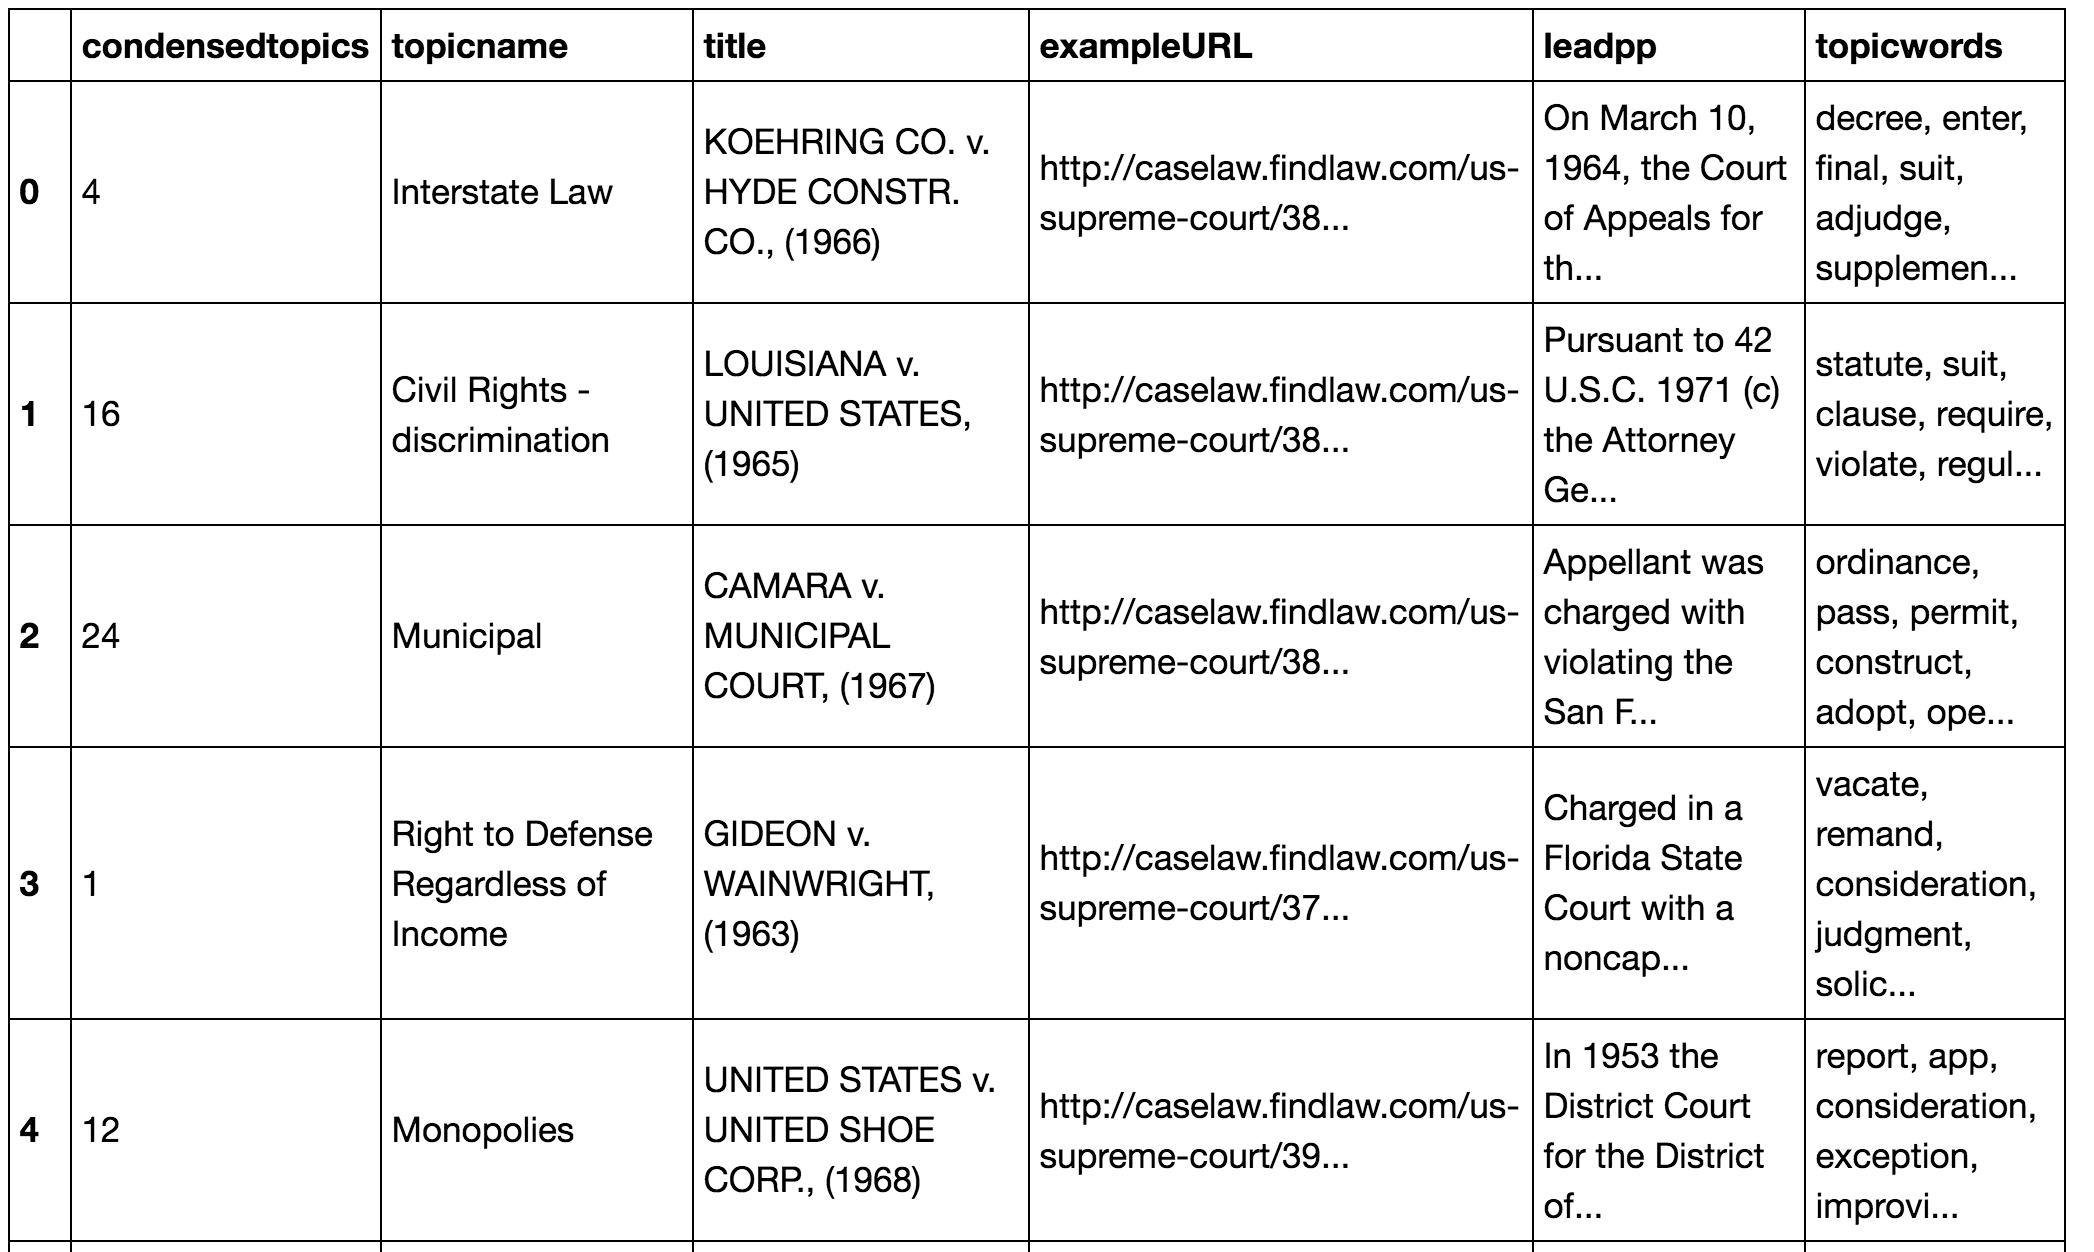 condensedtopics topicname title exampleURL leadpp topicwords
0
4
Interstate Law
KOEHRING CO. v.
HYDE CONSTR.
CO., (1966)
http://caselaw.findlaw.com/us-
supreme-court/38...
On March 10,
1964, the Court
of Appeals for
th...
decree, enter,
final, suit,
adjudge,
supplemen...
1
16
Civil Rights -
discrimination
LOUISIANA v.
UNITED STATES,
(1965)
http://caselaw.findlaw.com/us-
supreme-court/38...
Pursuant to 42
U.S.C. 1971 (c)
the Attorney
Ge...
statute, suit,
clause, require,
violate, regul...
2
24
Municipal
CAMARA v.
MUNICIPAL
COURT, (1967)
http://caselaw.findlaw.com/us-
supreme-court/38...
Appellant was
charged with
violating the
San F...
ordinance,
pass, permit,
construct,
adopt, ope...
3
1
Right to Defense
Regardless of
Income
GIDEON v.
WAINWRIGHT,
(1963)
http://caselaw.findlaw.com/us-
supreme-court/37...
Charged in a
Florida State
Court with a
noncap...
vacate,
remand,
consideration,
judgment,
solic...
4
12
Monopolies
UNITED STATES v.
UNITED SHOE
CORP., (1968)
http://caselaw.findlaw.com/us-
supreme-court/39...
In 1953 the
District Court
for the District
of...
report, app,
consideration,
exception,
improvi...